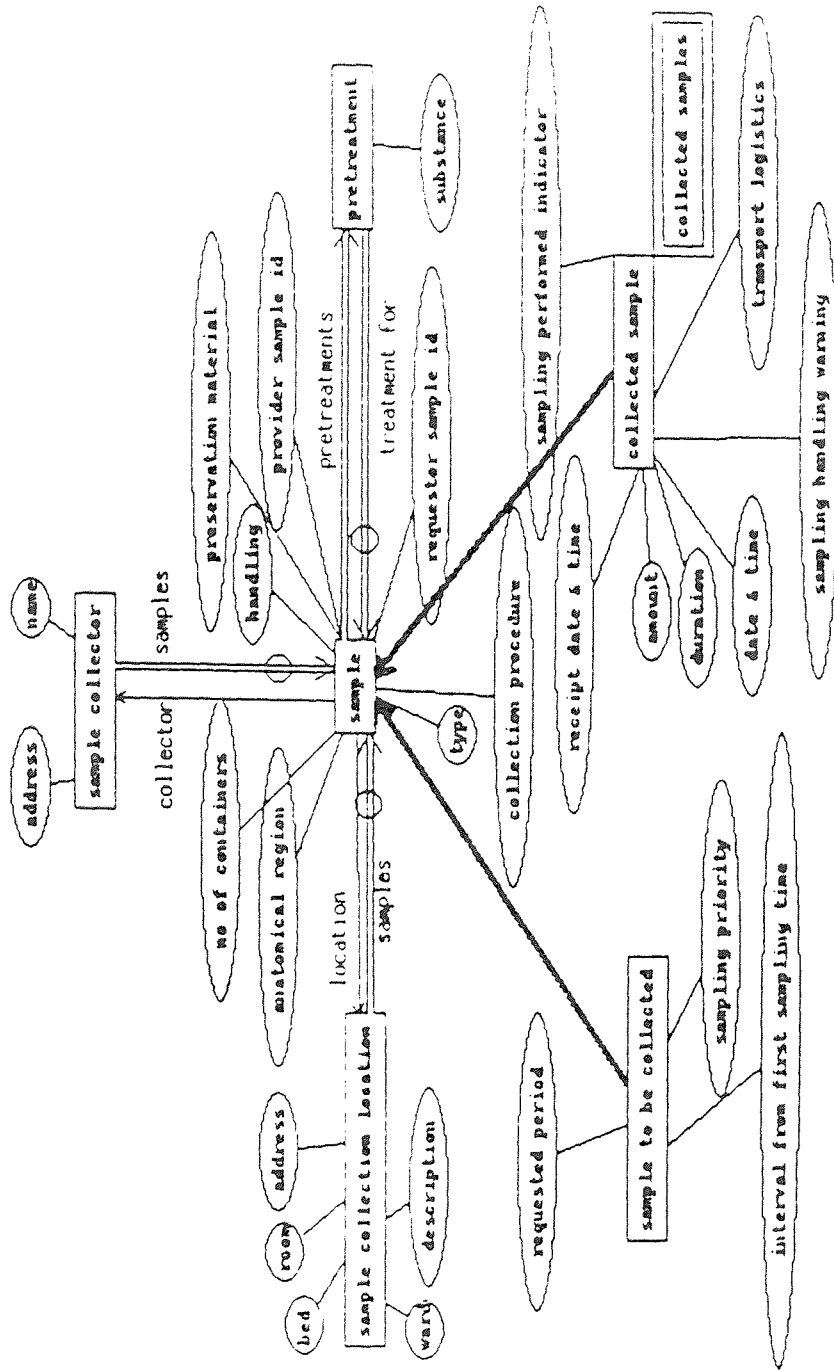 address
name
sample collector
collector
samples
no of containers
anatomical region
handling
preservation material
provider sample id
location
samples
pretreatments
treatment for
requestor sample id
pretreatment
substance
sample
type
collection procedure
address
room
bed
sample collection location
ward
description
requested period
sample to be collected
sampling priority
interval from first sampling time
sampling performed indicator
receipt date & time
amount
duration
date & time
collected sample
collected samples
transport logistics
sampling handling warning